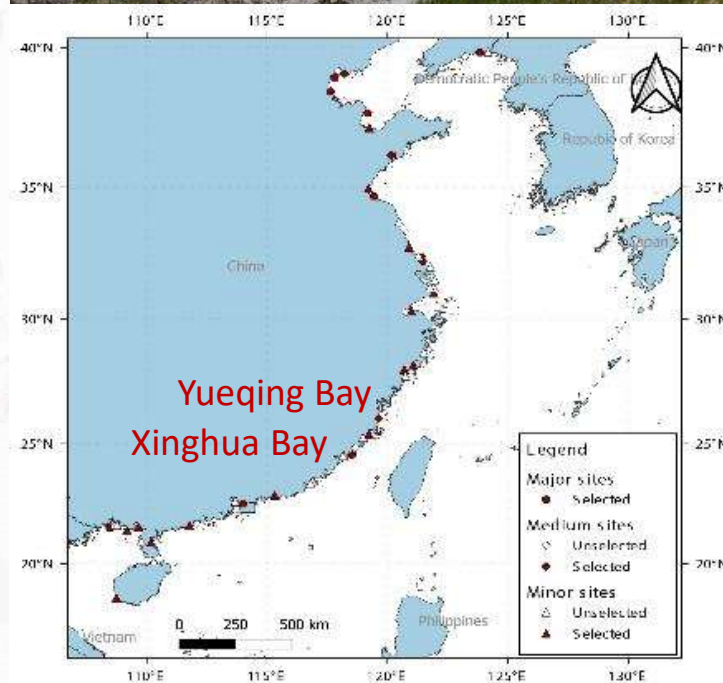 110°E 115°E 120°E 125°E 130°E
40°N 40°N
Democratic People's Republic of
Republic of Korea
35°N 35°N
Japan
China
30°N 30°N
Yueqing Bay
Xinghua Bay
25°N 25°N
Legend
Major sites
Selected
Medium sites
Unselected
Selected
Minor sites
Unselected
Selected
20°N 20°N
0 250 500 km
Philippines
Vietnam
110°E 115°E 120°E 125°E 130°E